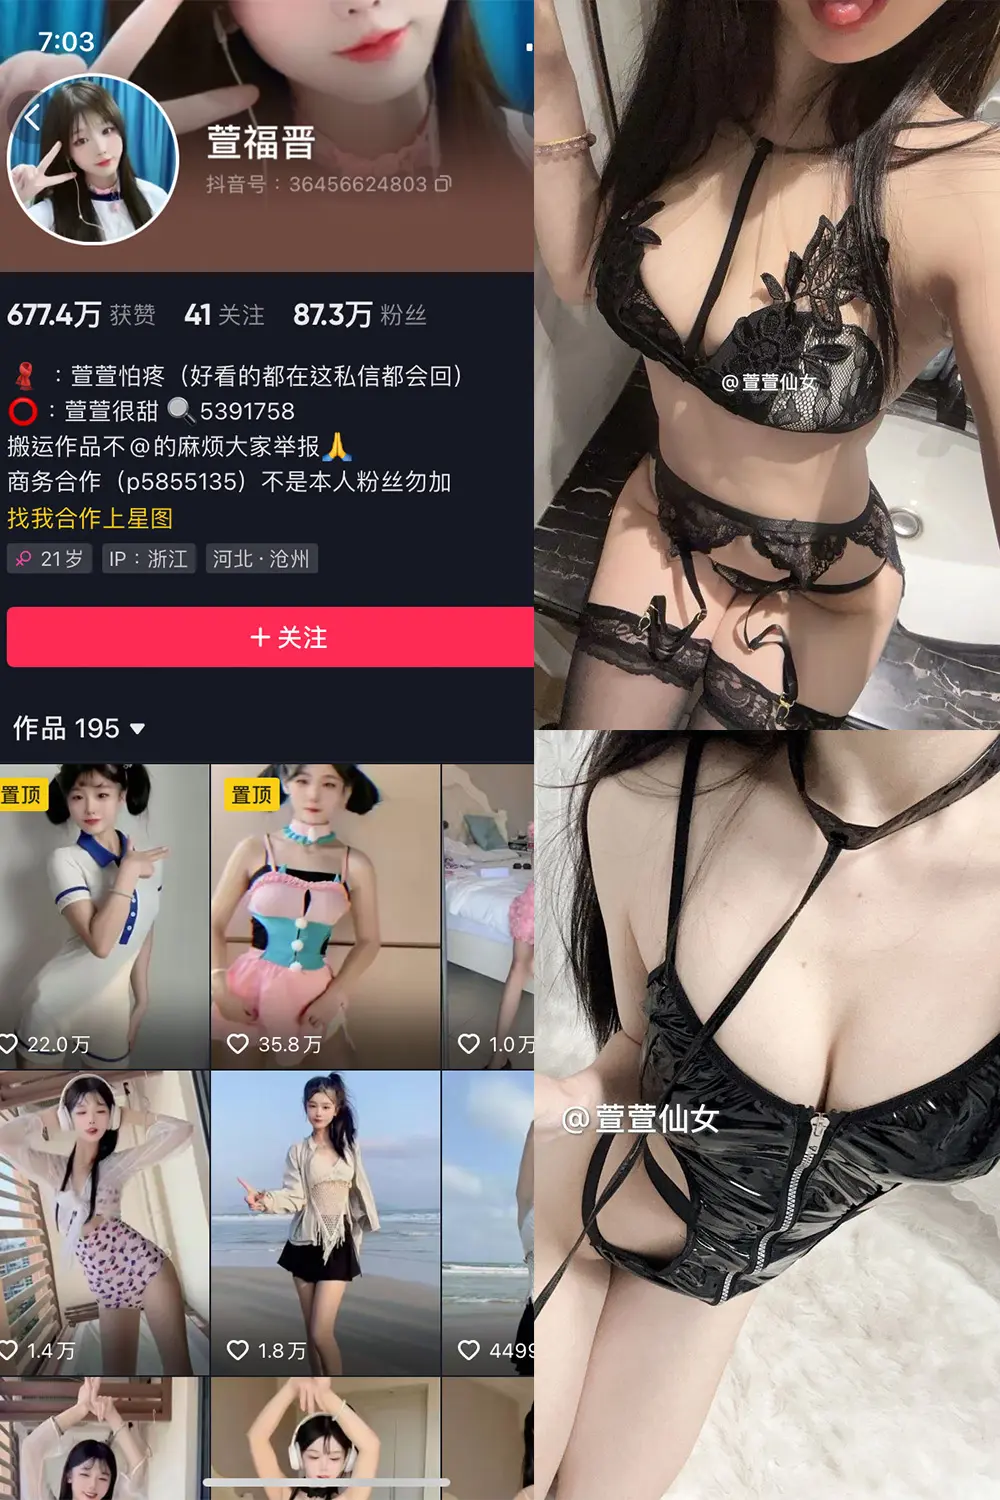 7:03
萱福晋
抖音号：36456624803
677.4万 获赞 41 关注 87.3万 粉丝
：萱萱怕疼（好看的都在这私信都会回）
：萱萱很甜 5391758
搬运作品不@的麻烦大家举报
商务合作（p5855135）不是本人粉丝勿加
找我合作上星图
21岁 IP：浙江 河北·沧州
+ 关注
作品 195
置顶 置顶
22.0万 35.8万 1.0万
1.4万 1.8万 4499
@萱萱仙女
@萱萱仙女